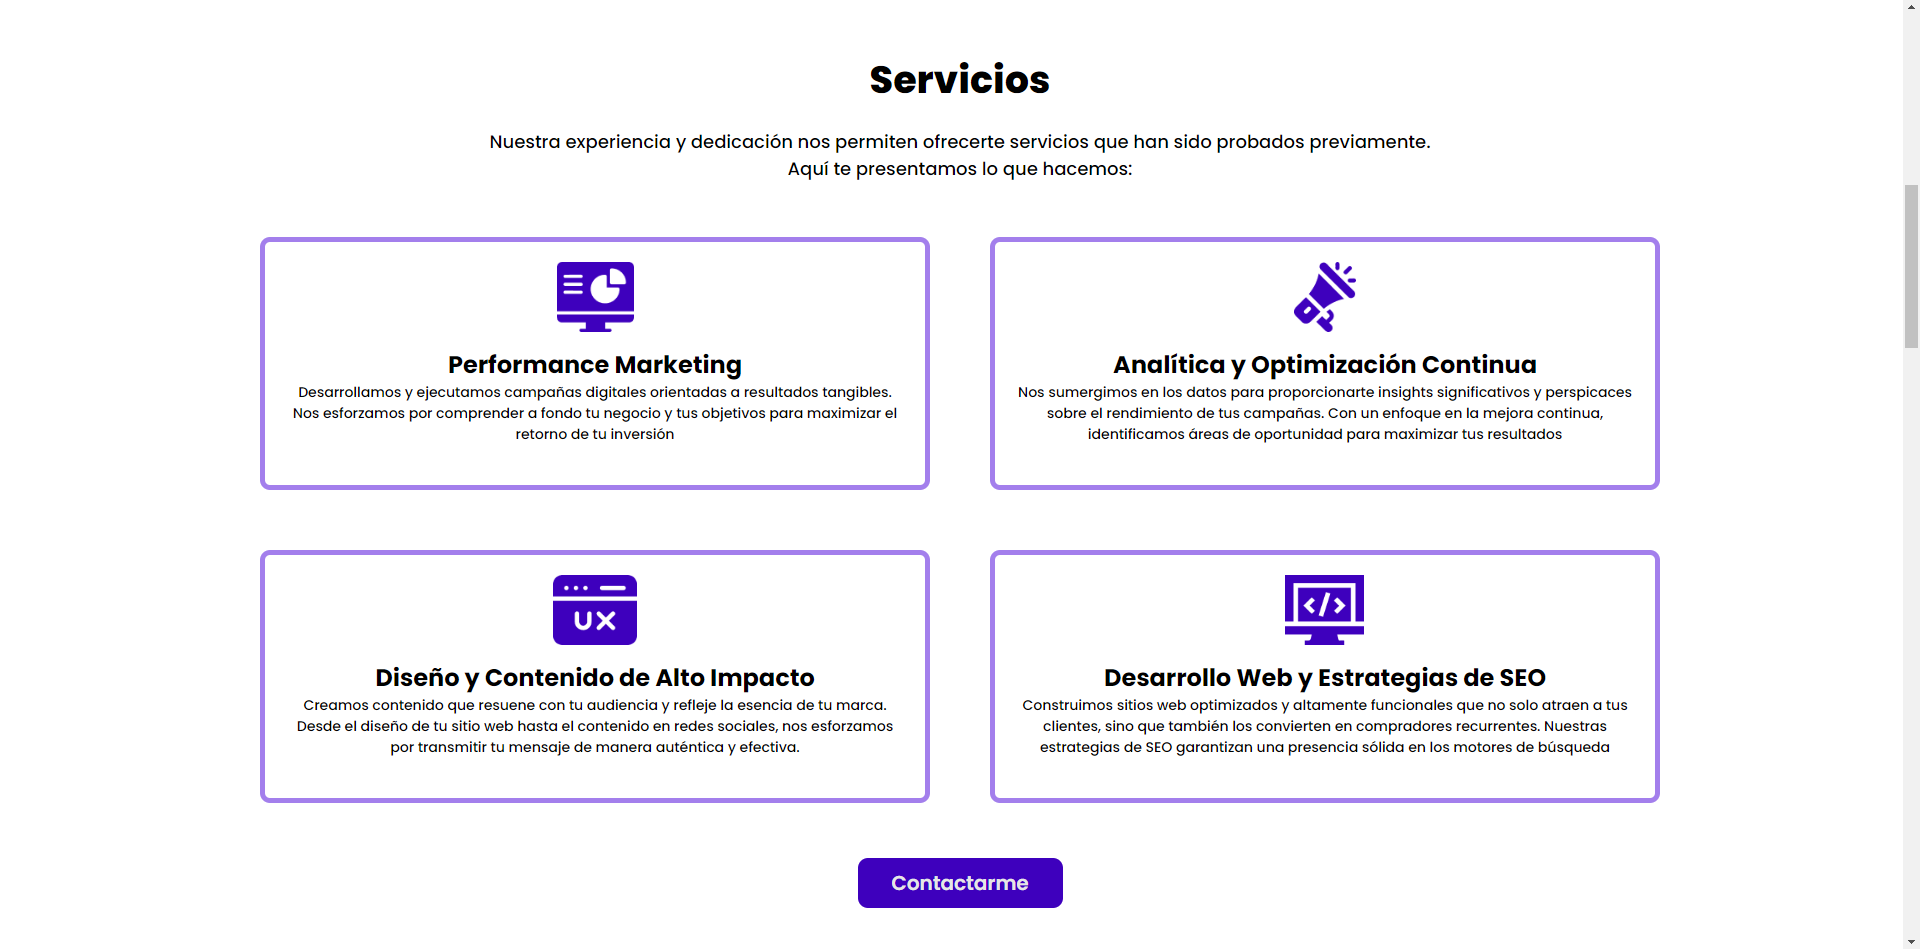 Servicios
Nuestra experiencia y dedicación nos permiten ofrecerte servicios que han sido probados previamente.
Aquí te presentamos lo que hacemos:
Performance Marketing
Desarrollamos y ejecutamos campañas digitales orientadas a resultados tangibles.
Nos esforzamos por comprender a fondo tu negocio y tus objetivos para maximizar el
retorno de tu inversión
Analítica y Optimización Continua
Nos sumergimos en los datos para proporcionarte insights significativos y perspicaces
sobre el rendimiento de tus campañas. Con un enfoque en la mejora continua,
identificamos áreas de oportunidad para maximizar tus resultados
UX
Diseño y Contenido de Alto Impacto
Creamos contenido que resuene con tu audiencia y refleje la esencia de tu marca.
Desde el diseño de tu sitio web hasta el contenido en redes sociales, nos esforzamos
por transmitir tu mensaje de manera auténtica y efectiva.
</>
Desarrollo Web y Estrategias de SEO
Construimos sitios web optimizados y altamente funcionales que no solo atraen a tus
clientes, sino que también los convierten en compradores recurrentes. Nuestras
estrategias de SEO garantizan una presencia sólida en los motores de búsqueda
Contactarme